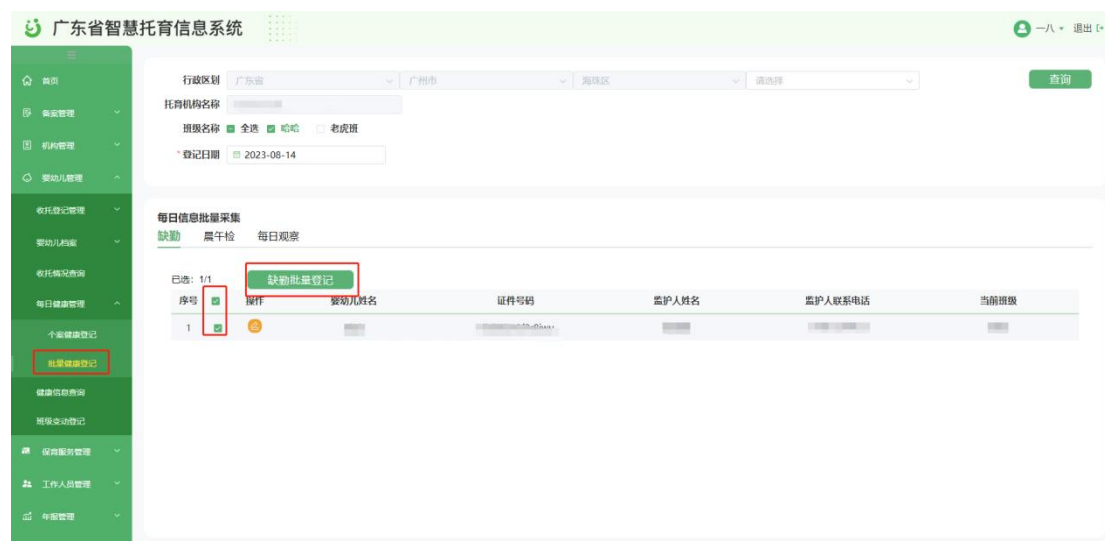 广东省智慧托育信息系统
一八 退出
首页
备案管理
机构管理
婴幼儿管理
收托登记管理
婴幼儿档案
收托情况查询
每日健康管理
个案健康登记
批量健康登记
健康信息查询
班级变动登记
保育服务管理
工作人员管理
年报管理
行政区划 广东省 广州市 海珠区 请选择 查询
托育机构名称
班级名称 全选 哈哈 老虎班
*登记日期 2023-08-14
每日信息批量采集
缺勤 晨午检 每日观察
已选：1/1 缺勤批量登记
序号 操作 婴幼儿姓名 证件号码 监护人姓名 监护人联系电话 当前班级
1